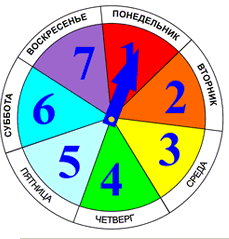 ПОНЕДЕЛЬНИК
1
ВТОРНИК
2
СРЕДА
3
ЧЕТВЕРГ
4
ПЯТНИЦА
5
СУББОТА
6
ВОСКРЕСЕНЬЕ
7